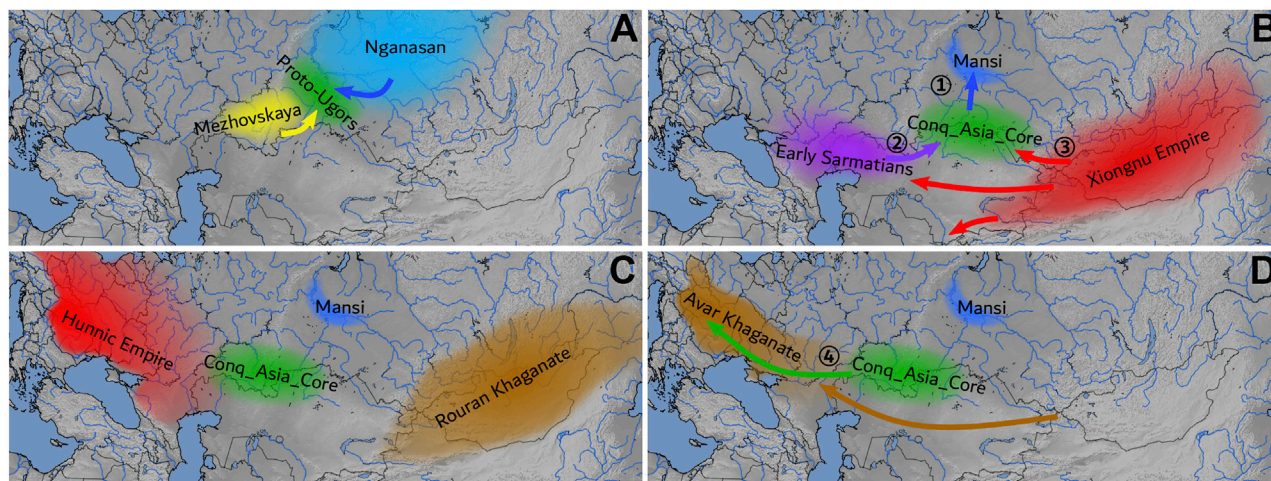 A
Nganasan
Proto-Ugors
Mezhovskaya
B
Mansi
①
Conq_Asia_Core
②
③
Early Sarmatians
Xiongnu Empire
C
Mansi
Hunnic Empire
Conq_Asia_Core
Rouran Khaganate
D
Mansi
Avar Khaganate
④
Conq_Asia_Core